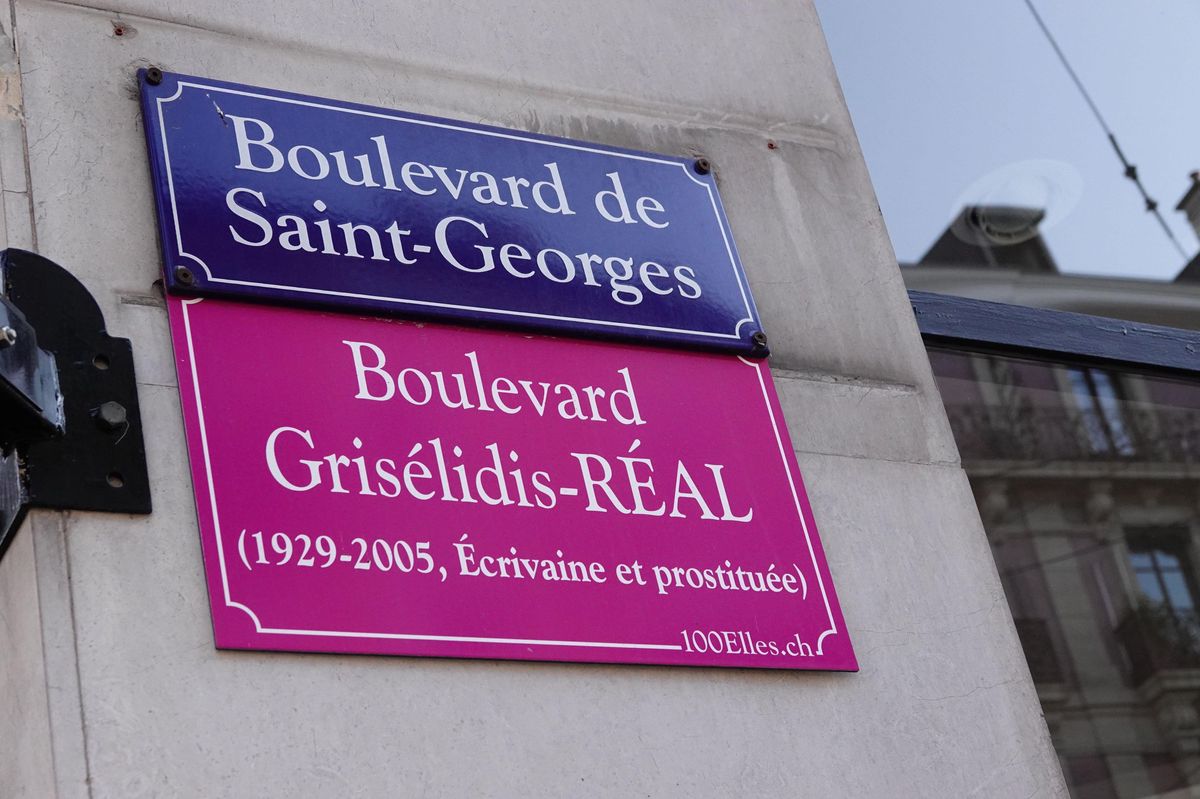 Boulevard de
Saint-Georges
Boulevard
Grisélidis-RÉAL
(1929-2005, Écrivaine et prostituée)
100Elles.ch